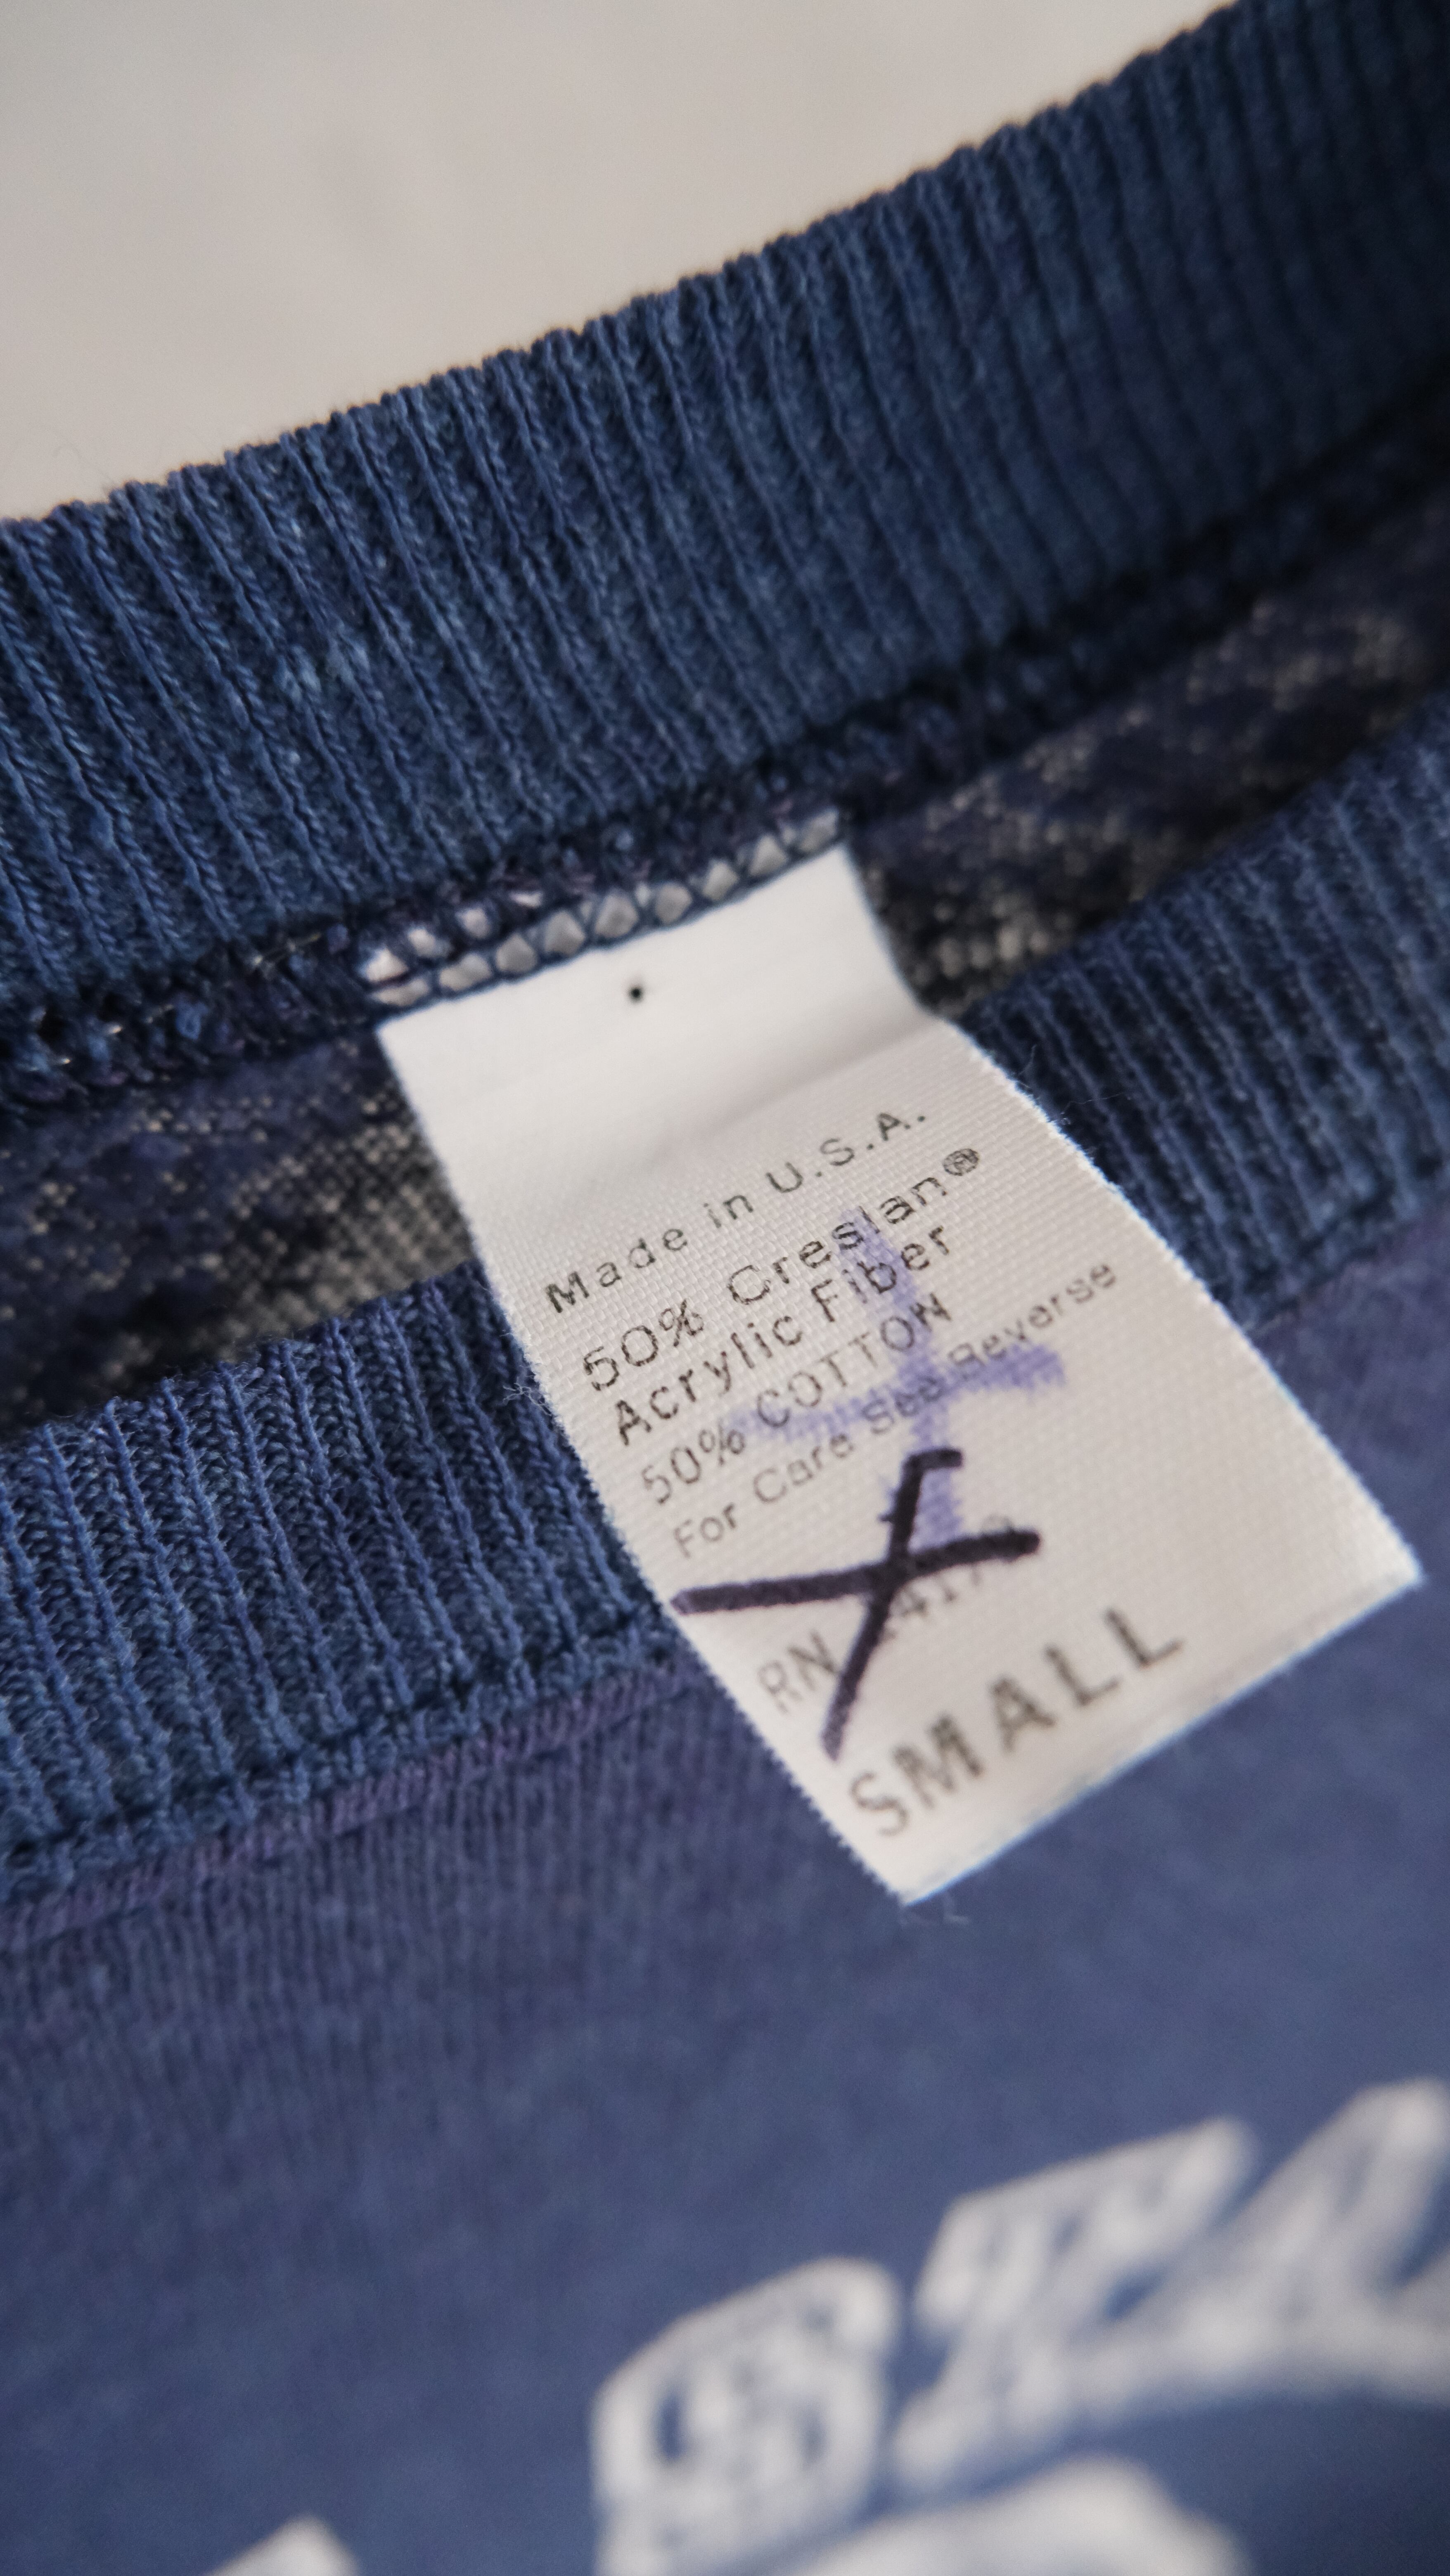 Made in U.S.A.
50% Creslan®
Acrylic Fiber
50% COTTON
For Care See Reverse
RN
SMALL